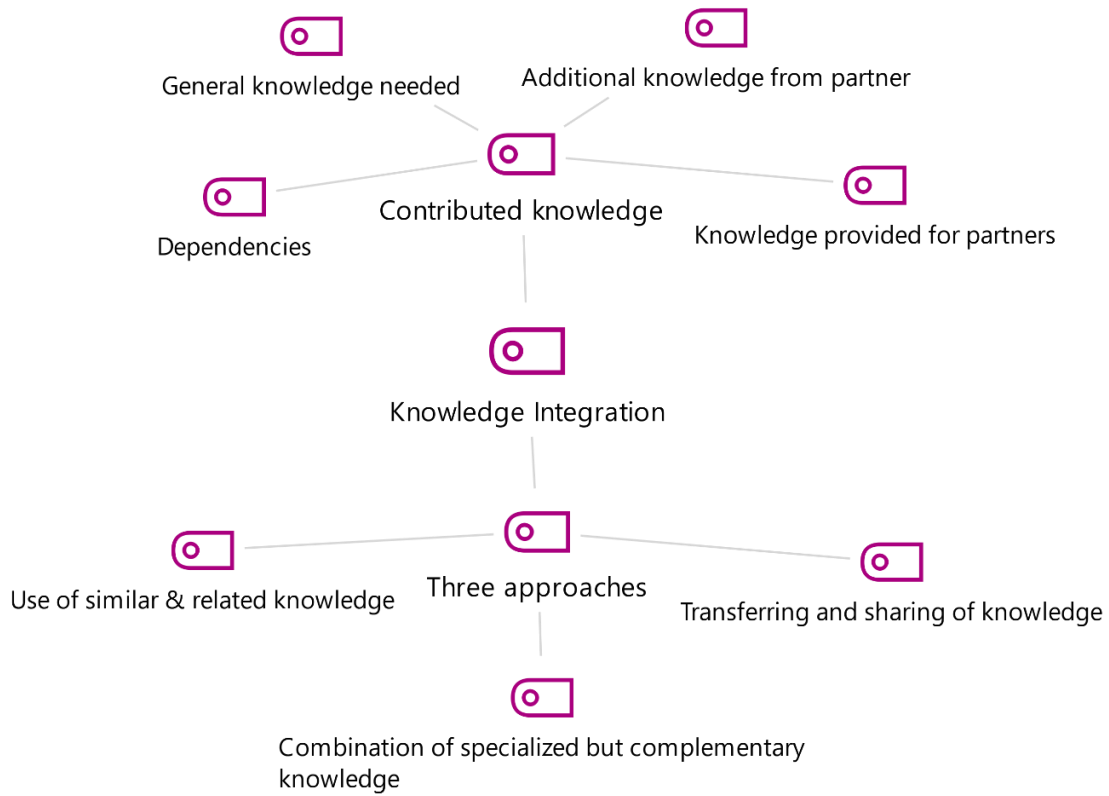 General knowledge needed
Additional knowledge from partner
Contributed knowledge
Dependencies
Knowledge provided for partners
Knowledge Integration
Three approaches
Use of similar & related knowledge
Transferring and sharing of knowledge
Combination of specialized but complementary
knowledge